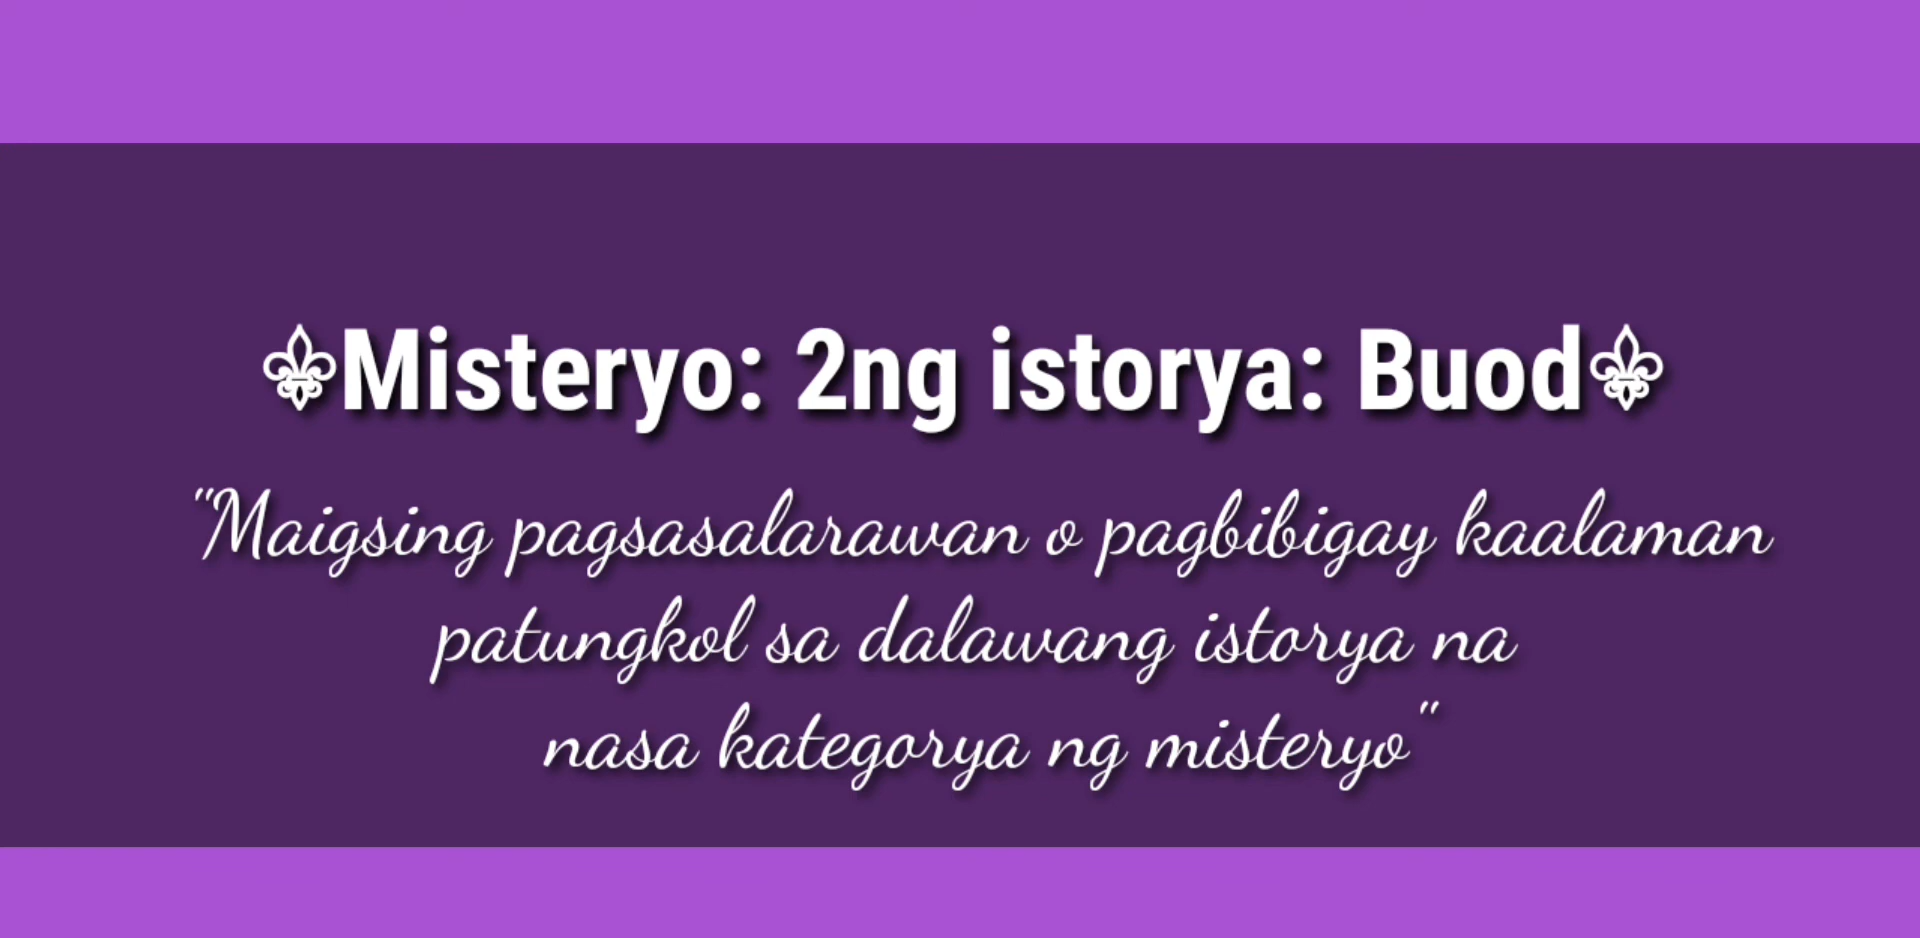 ⚜Misteryo: 2ng istorya: Buod⚜
"Maigsing pagsasalarawan o pagbibigay kaalaman
patungkol sa dalawang istorya na
nasa kategorya ng misteryo"